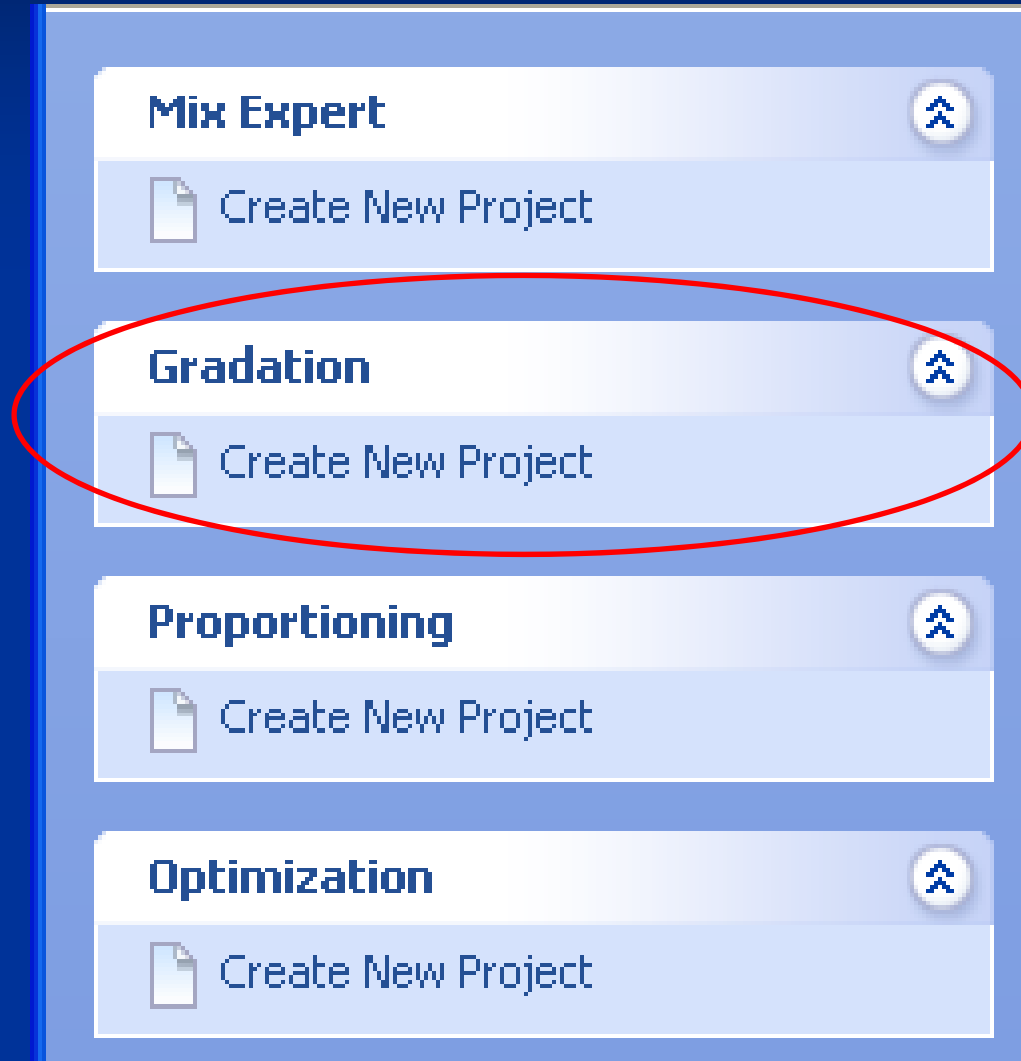 Mix Expert
Create New Project
Gradation
Create New Project
Proportioning
Create New Project
Optimization
Create New Project